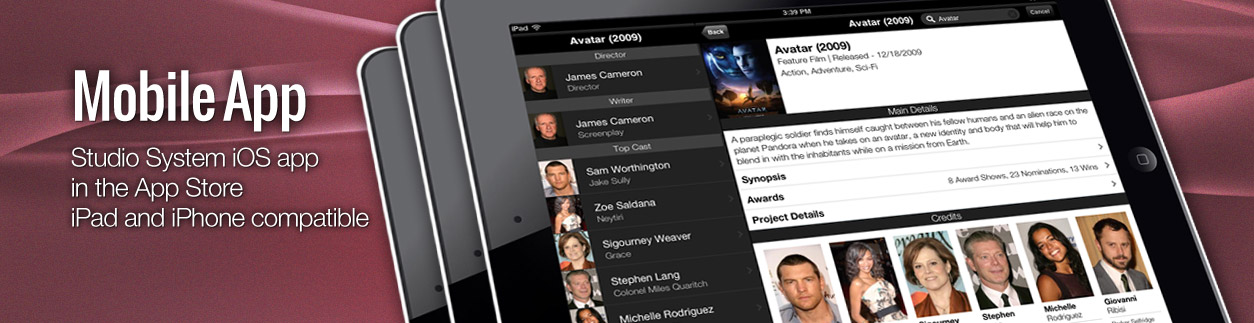 Mobile App
Studio System iOS app
in the App Store
iPad and iPhone compatible
iPad
3:39 PM
Avatar (2009)
Director
James Cameron
Director
Writer
James Cameron
Screenplay
Top Cast
Sam Worthington
Jake Sully
Zoe Saldana
Neytiri
Sigourney Weaver
Grace
Stephen Lang
Colonel Miles Quaritch
Michelle Rodriguez
Back
Avatar (2009)
Avatar
Cancel
AVATAR
Avatar (2009)
Feature Film | Released - 12/18/2009
Action, Adventure, Sci-Fi
Main Details
A paraplegic soldier finds himself caught between his fellow humans and an alien race on the
planet Pandora when he takes on an avatar, a new identity and body that will help him to
blend in with the inhabitants while on a mission from Earth.
Synopsis
Awards
8 Award Shows, 23 Nominations, 13 Wins
Project Details
Credits
Sigourney
Stephen
Michelle
Rodriguez
Giovanni
Ribisi